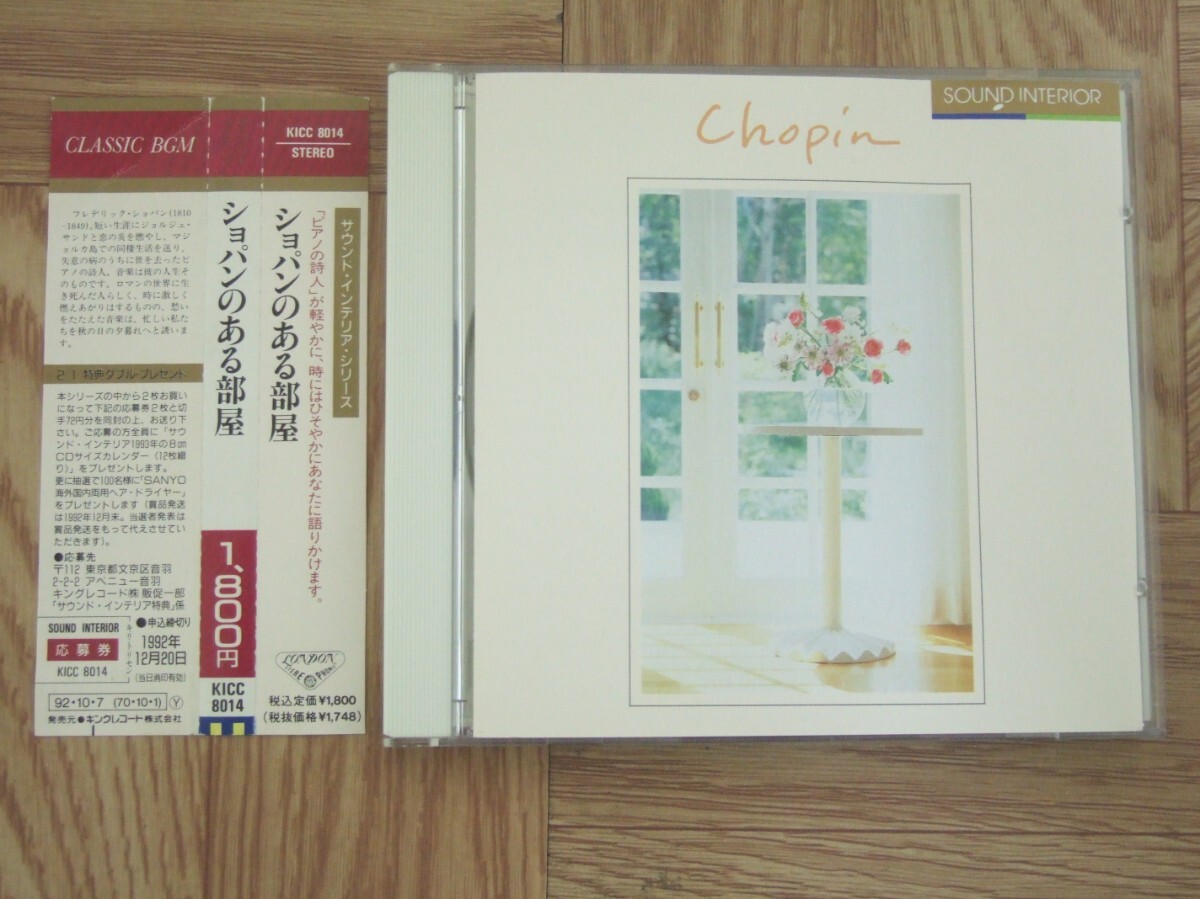 CLASSIC BGM
フレデリック・ショパン(1810
-1849)。短い生涯にジョルジュ・
サンドと恋の炎を燃やし、マジ
ョルカ島での同棲生活を送り、
失意の病のうちに世を去ったピ
アノの詩人。音楽は彼の人生そ
のものです。ロマンの世界に生
き死んだ人らしく、時に激しく
燃えあがりはするものの、愁い
をたたえた音楽は、忙しい私た
ちを秋の日の夕暮れへと誘いま
す。
2 1 特典ダブル・プレゼント
本シリーズの中から2枚お買い
になって下記の応募券2枚と切
手72円分を同封の上、お送り下
さい。ご応募の方全員に「サウ
ンド・インテリア1993年の8cm
CDサイズカレンダー(12枚綴
り)」をプレゼントします。
更に抽選で100名様に「SANYO
海外国内両用ヘア・ドライヤー」
をプレゼントします(賞品発送
は1992年12月末。当選者発表は
賞品発送をもって代えさせてい
ただきます)。
●応募先
〒112 東京都文京区音羽
2-2-2 アベニュー音羽
キングレコード㈱ 販促一部
「サウンド・インテリア特典」係
SOUND INTERIOR
応募券
KICC 8014
キリトリセン
●申込締切り
1992年
12月20日
(当日消印有効)
92・10・7 (70・10・1) Ⓨ
発売元●キングレコード株式会社
ショパンのある部屋
1,800円
KICC
8014
KICC 8014
STEREO
サウンド・インテリア・シリーズ
「ピアノの詩人」が軽やかに、時にはひそやかにあなたに語りかけます。
ショパンのある部屋
LONDON
税込定価¥1,800
(税抜価格¥1,748)
Chopin
SOUND INTERIOR